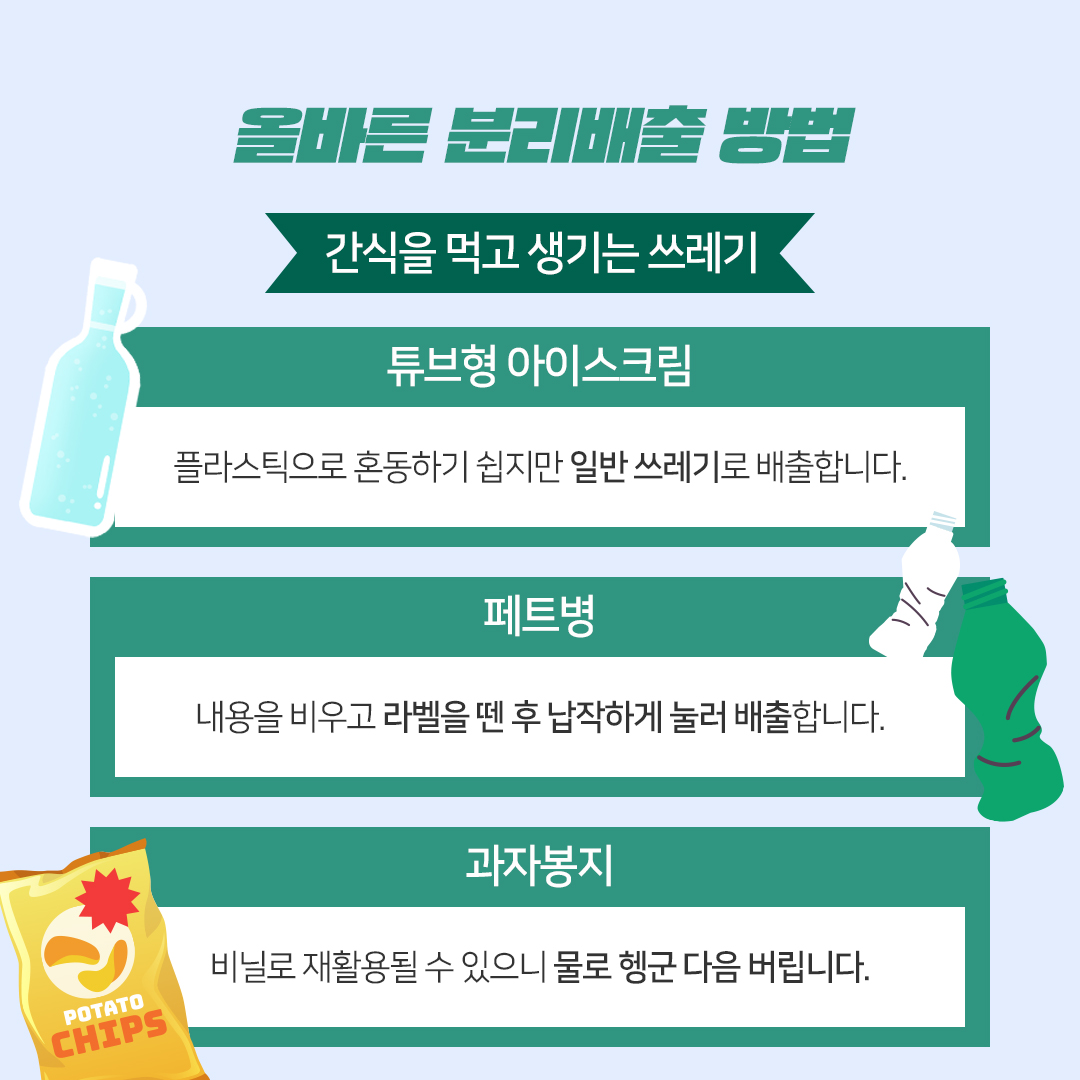 올바른 분리배출 방법
간식을 먹고 생기는 쓰레기
튜브형 아이스크림
플라스틱으로 혼동하기 쉽지만 일반 쓰레기로 배출합니다.
페트병
내용을 비우고 라벨을 뗀 후 납작하게 눌러 배출합니다.
과자봉지
비닐로 재활용될 수 있으니 물로 헹군 다음 버립니다.
POTATO
CHIPS